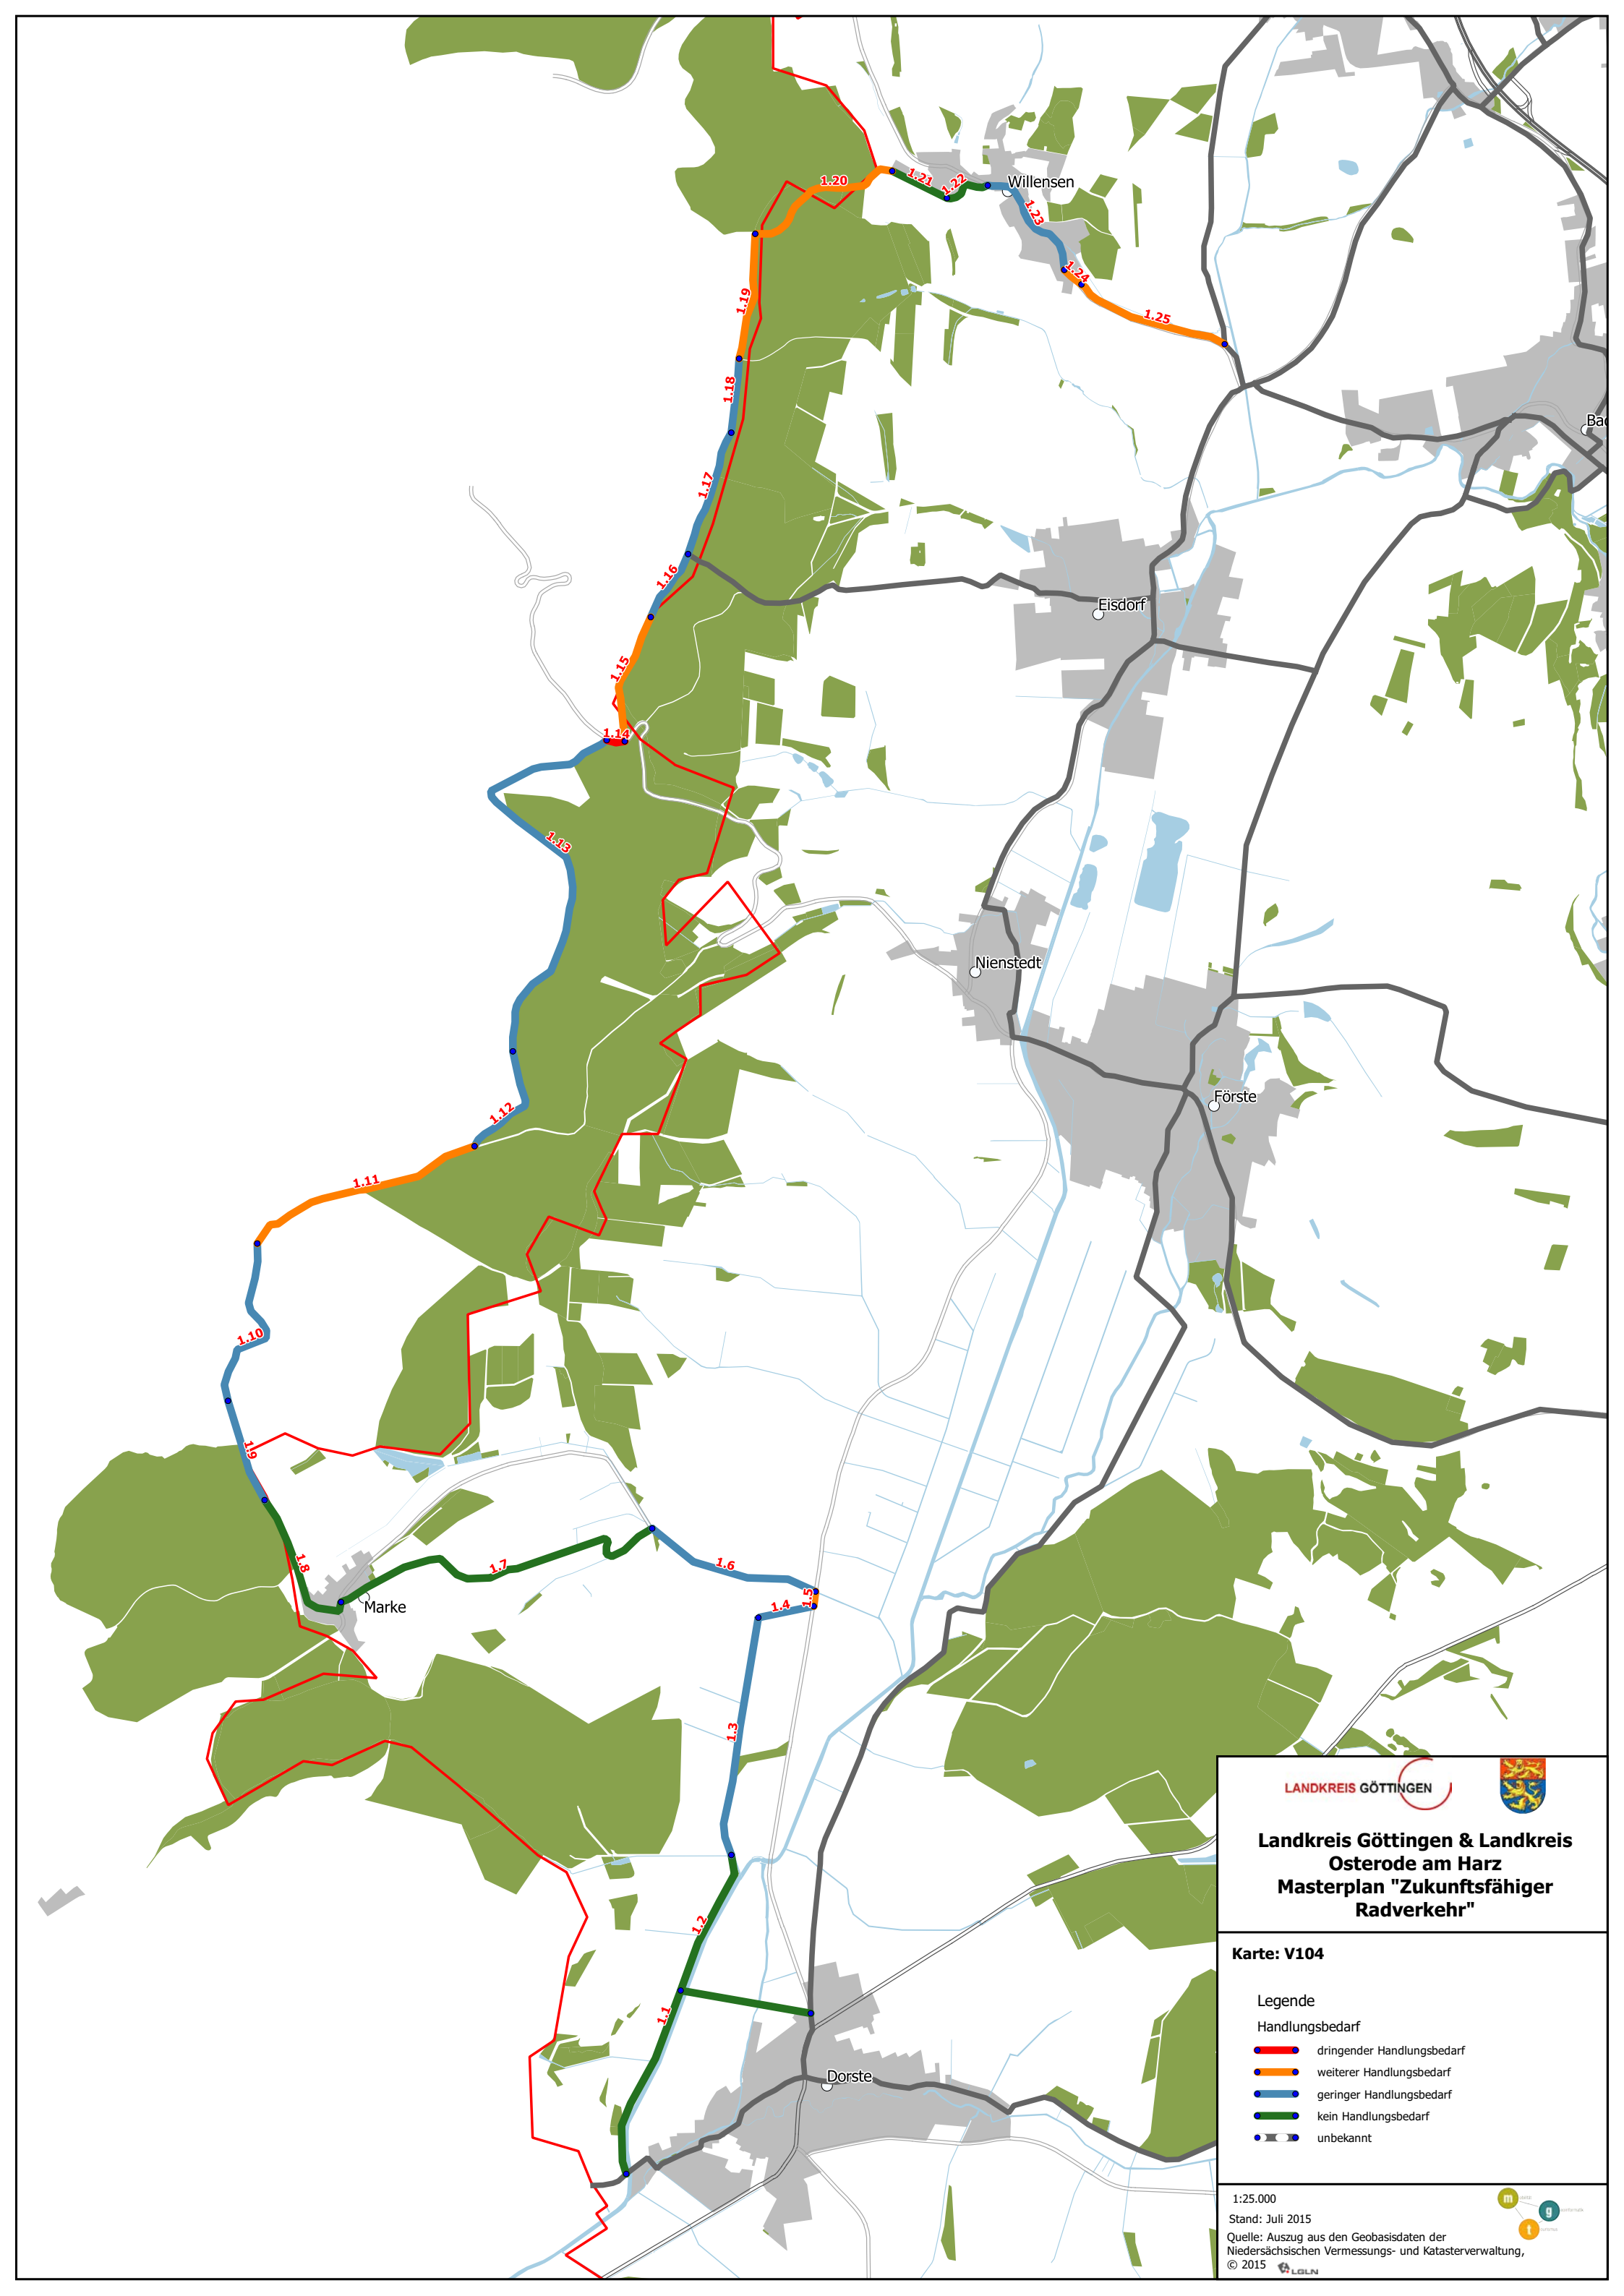 1.20
1.21
1.22
Willensen
1.23
1.24
1.25
1.19
1.18
Bad
1.17
1.16
Eisdorf
1.15
1.14
1.13
Nienstedt
Förste
1.12
1.11
1.10
1.9
1.8
1.7
1.6
1.5
1.4
Marke
1.3
1.2
1.1
Dorste
LANDKREIS GÖTTINGEN
Landkreis Göttingen & Landkreis
Osterode am Harz
Masterplan "Zukunftsfähiger
Radverkehr"
Karte: V104
Legende
Handlungsbedarf
dringender Handlungsbedarf
weiterer Handlungsbedarf
geringer Handlungsbedarf
kein Handlungsbedarf
unbekannt
1:25.000
Stand: Juli 2015
Quelle: Auszug aus den Geobasisdaten der
Niedersächsischen Vermessungs- und Katasterverwaltung,
© 2015 LGLN
m
g
t